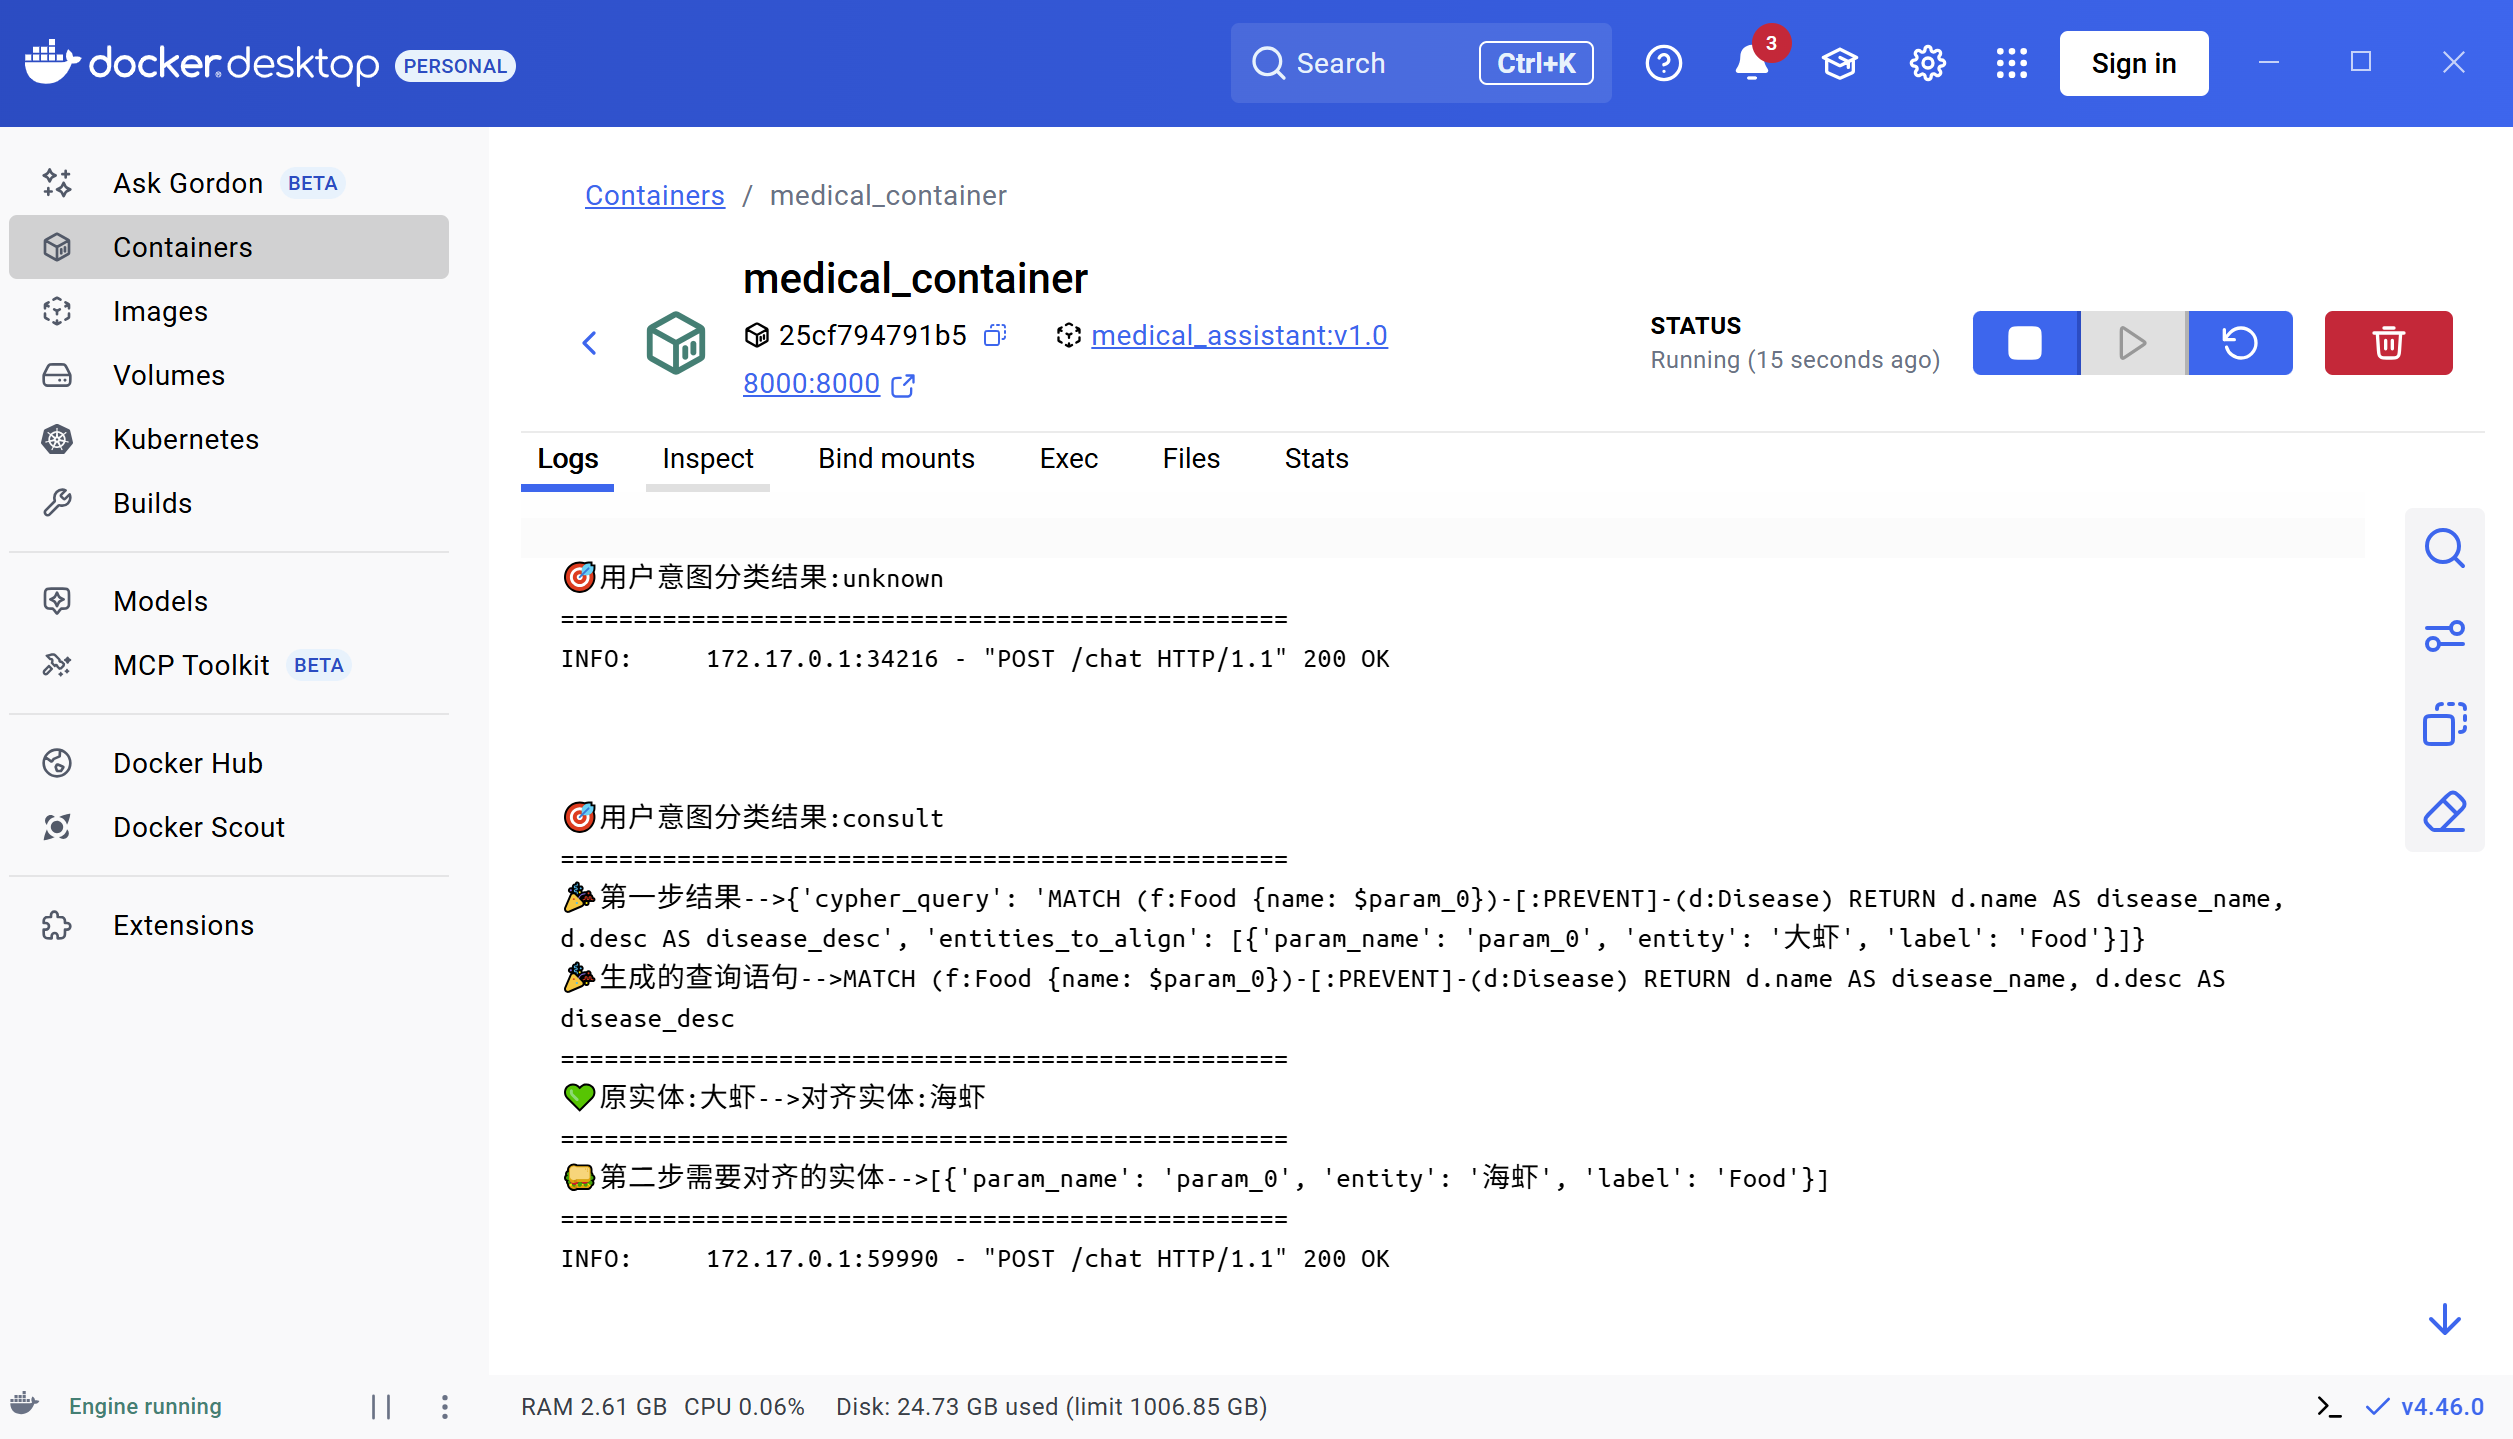 docker desktop PERSONAL
Search Ctrl+K
3
Sign in
Ask Gordon BETA
Containers
Images
Volumes
Kubernetes
Builds
Models
MCP Toolkit BETA
Docker Hub
Docker Scout
Extensions
Containers / medical_container
medical_container
25cf794791b5 medical_assistant:v1.0
8000:8000
STATUS
Running (15 seconds ago)
Logs Inspect Bind mounts Exec Files Stats
🎯用户意图分类结果:unknown
==================================================
INFO:     172.17.0.1:34216 - "POST /chat HTTP/1.1" 200 OK
🎯用户意图分类结果:consult
==================================================
🎉第一步结果-->{'cypher_query': 'MATCH (f:Food {name: $param_0})-[:PREVENT]-(d:Disease) RETURN d.name AS disease_name,
d.desc AS disease_desc', 'entities_to_align': [{'param_name': 'param_0', 'entity': '大虾', 'label': 'Food'}]}
🎉生成的查询语句-->MATCH (f:Food {name: $param_0})-[:PREVENT]-(d:Disease) RETURN d.name AS disease_name, d.desc AS
disease_desc
==================================================
💚原实体:大虾-->对齐实体:海虾
==================================================
🥪第二步需要对齐的实体-->[{'param_name': 'param_0', 'entity': '海虾', 'label': 'Food'}]
==================================================
INFO:     172.17.0.1:59990 - "POST /chat HTTP/1.1" 200 OK
Engine running
RAM 2.61 GB CPU 0.06% Disk: 24.73 GB used (limit 1006.85 GB)
v4.46.0